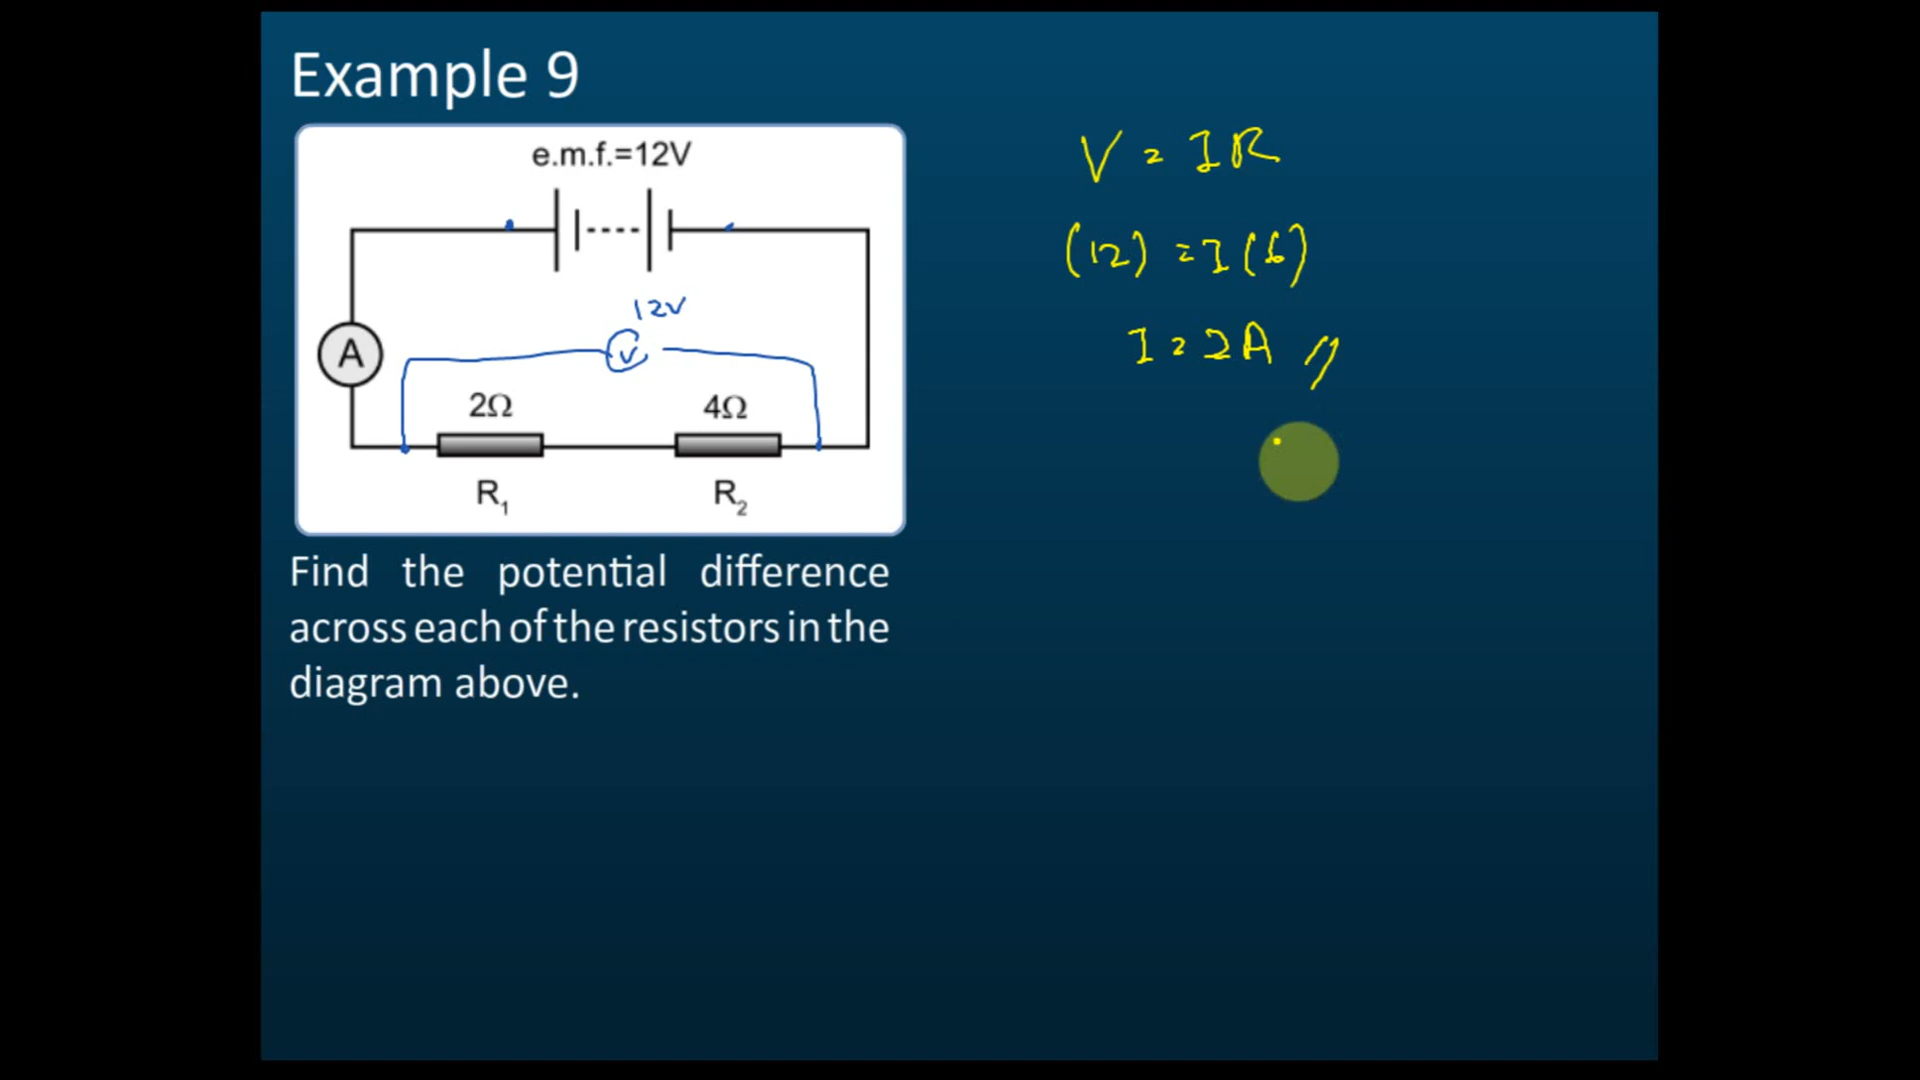 Example 9
e.m.f.=12V
12V
V
A
2Ω
4Ω
R1
R2
Find the potential difference
across each of the resistors in the
diagram above.
V = IR
(12) = I (6)
I = 2A //